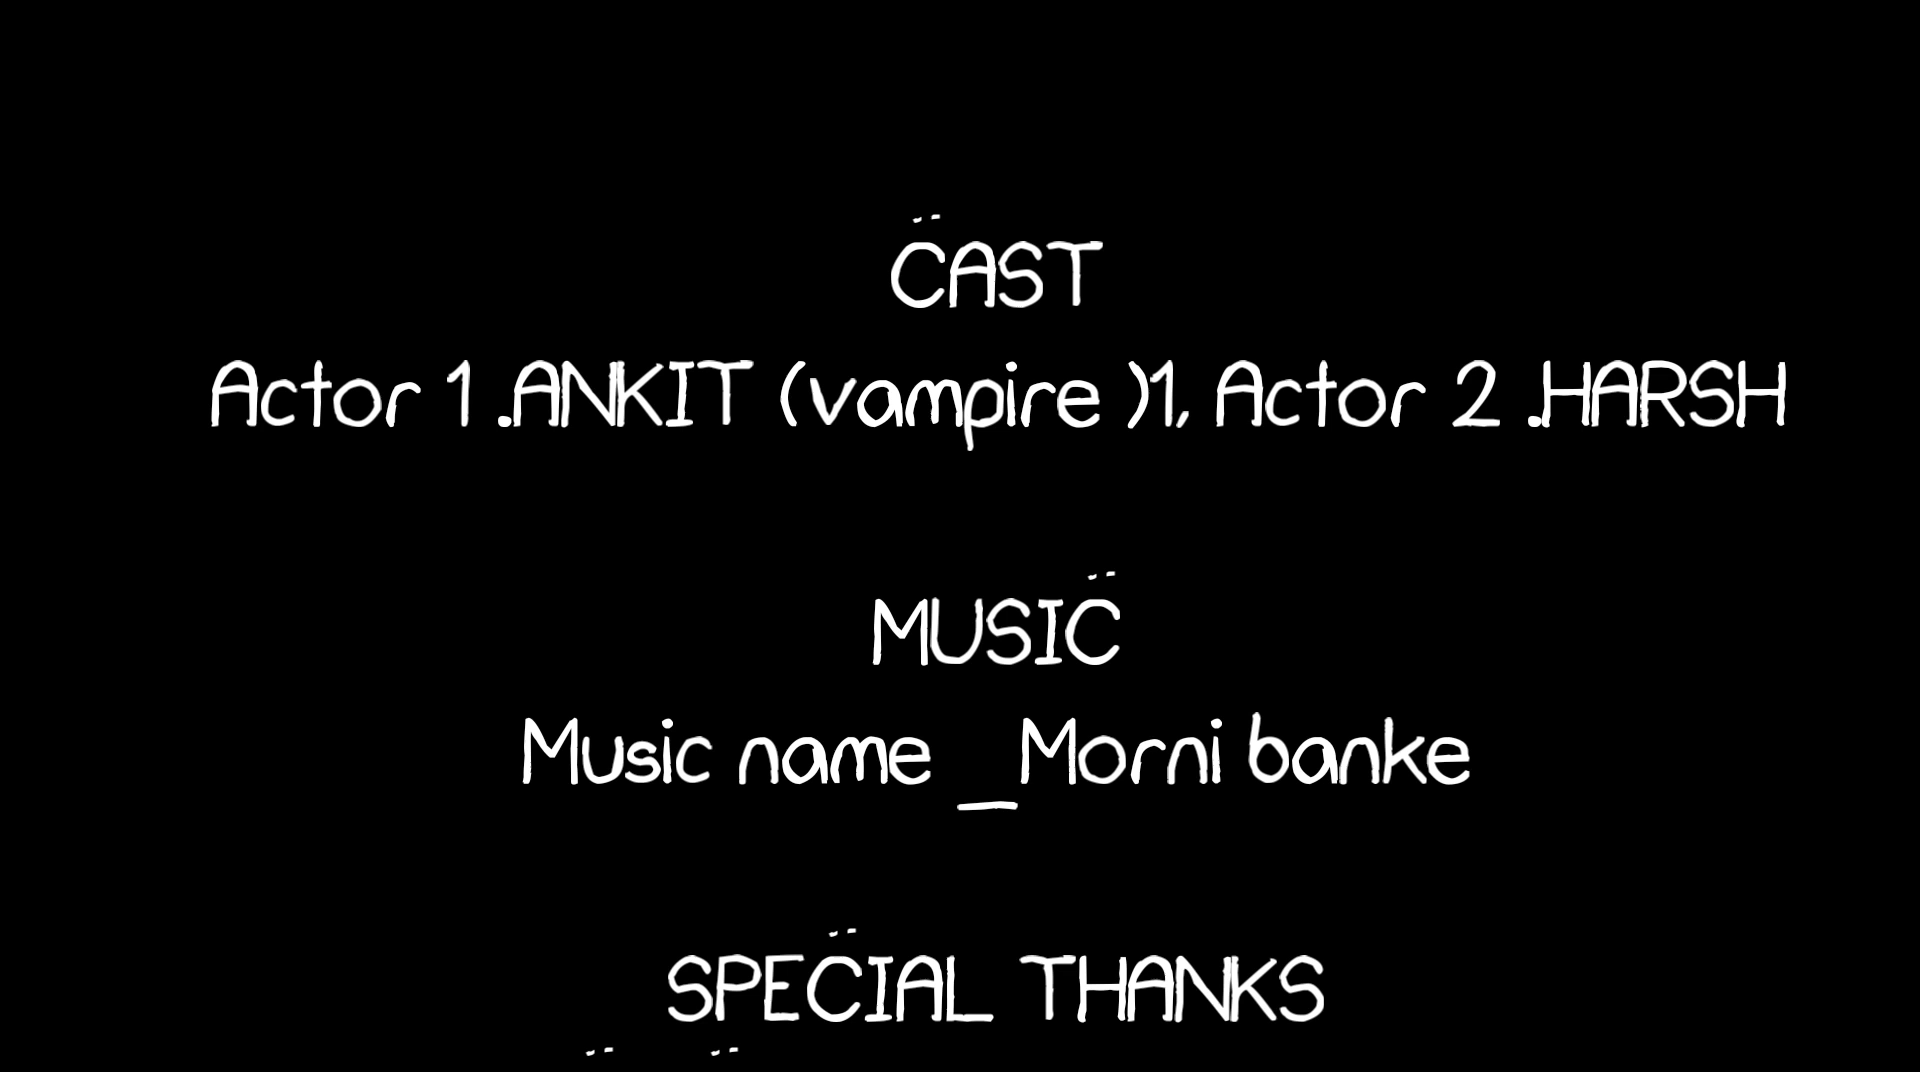 CAST
Actor 1 .ANKIT (vampire )1, Actor 2 .HARSH
MUSIC
Music name _Morni banke
SPECIAL THANKS